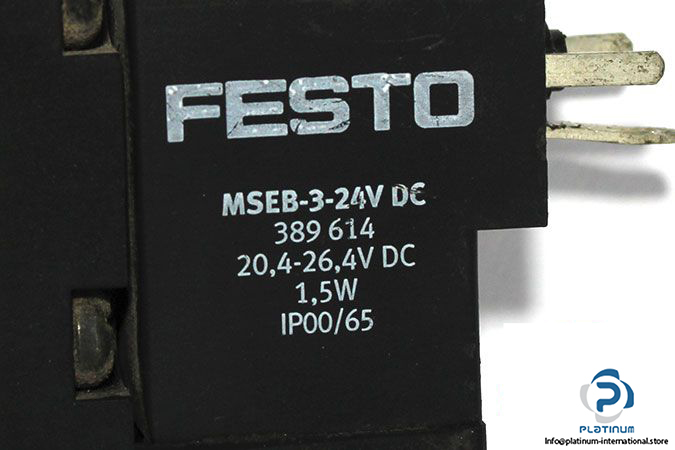 FESTO
MSEB-3-24V DC
389 614
20,4-26,4V DC
1,5W
IP00/65
PLATINUM
Info@platinum-international.store